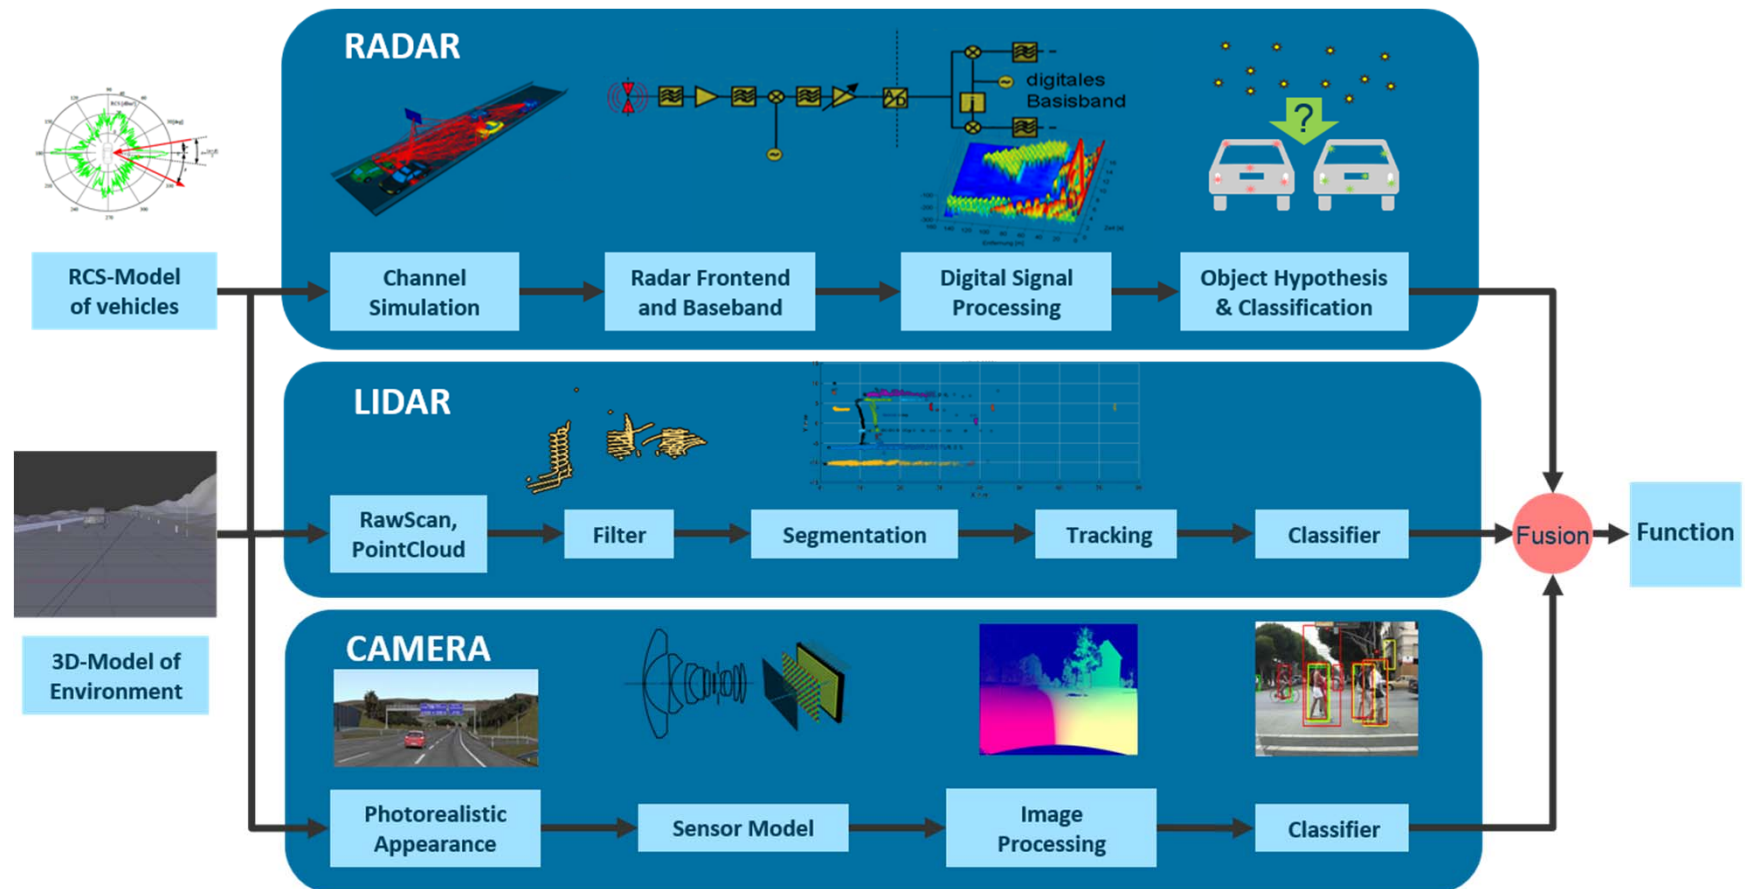 RADAR
digitales
Basisband
A
D
?
RCS-Model
of vehicles
Channel
Simulation
Radar Frontend
and Baseband
Digital Signal
Processing
Object Hypothesis
& Classification
LIDAR
RawScan,
PointCloud
Filter
Segmentation
Tracking
Classifier
Fusion
Function
3D-Model of
Environment
CAMERA
Photorealistic
Appearance
Sensor Model
Image
Processing
Classifier